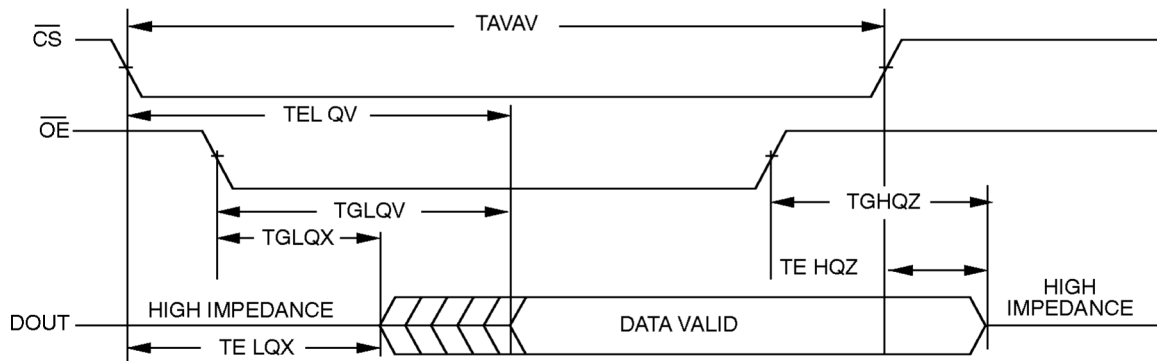 TAVAV
CS
TEL QV
OE
TGLQV
TGHQZ
TGLQX
TE HQZ
HIGH IMPEDANCE
HIGH
IMPEDANCE
DOUT
DATA VALID
TE LQX